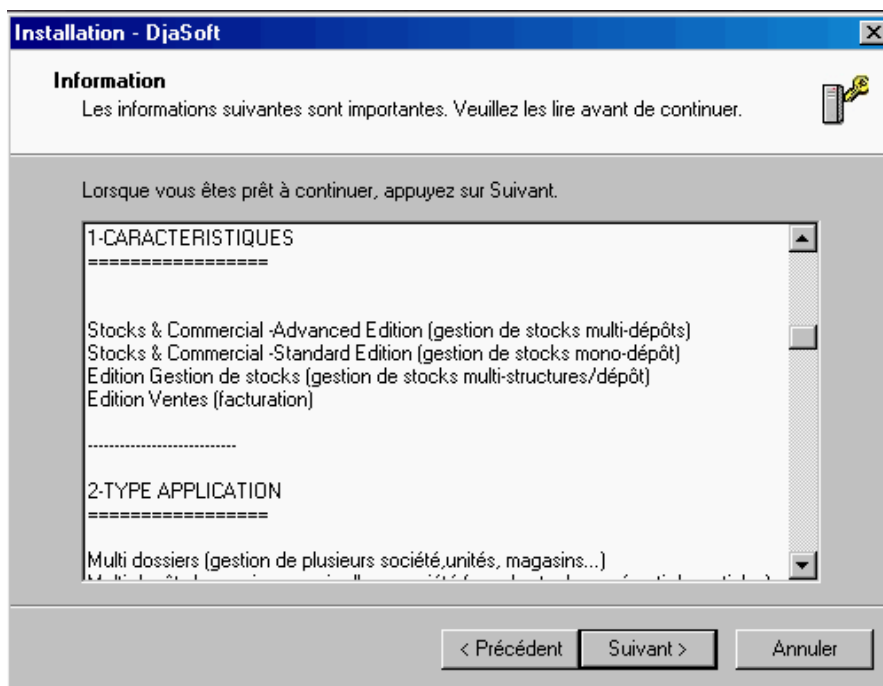 Installation - DjaSoft
Information
Les informations suivantes sont importantes. Veuillez les lire avant de continuer.
Lorsque vous êtes prêt à continuer, appuyez sur Suivant.
1-CARACTERISTIQUES
=================
Stocks & Commercial -Advanced Edition (gestion de stocks multi-dépôts)
Stocks & Commercial -Standard Edition (gestion de stocks mono-dépôt)
Edition Gestion de stocks (gestion de stocks multi-structures/dépôt)
Edition Ventes (facturation)
----------------------------
2-TYPE APPLICATION
=================
Multi dossiers (gestion de plusieurs société,unités, magasins...)
< Précédent
Suivant >
Annuler